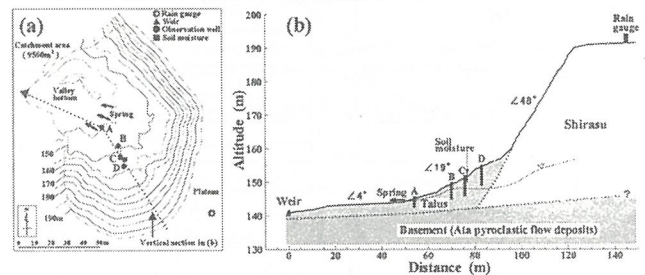 (a)
Rain gauge
Weir
Observation well
Soil moisture
Catchment area
(9500m²)
Valley
bottom
Spring
A
B
C
D
150
160
170
180
190m
Plateau
0 10 20 30 40 50m
Vertical section in (b)
(b)
Rain
gauge
200
190
180
170
160
150
140
130
Altitude (m)
∠48°
Shirasu
Soil
moisture
∠19°
D
C
B
A
Spring
∠4°
Weir
Talus
?
Basement (Ata pyroclastic flow deposits)
0 20 40 60 80 100 120 140
Distance (m)